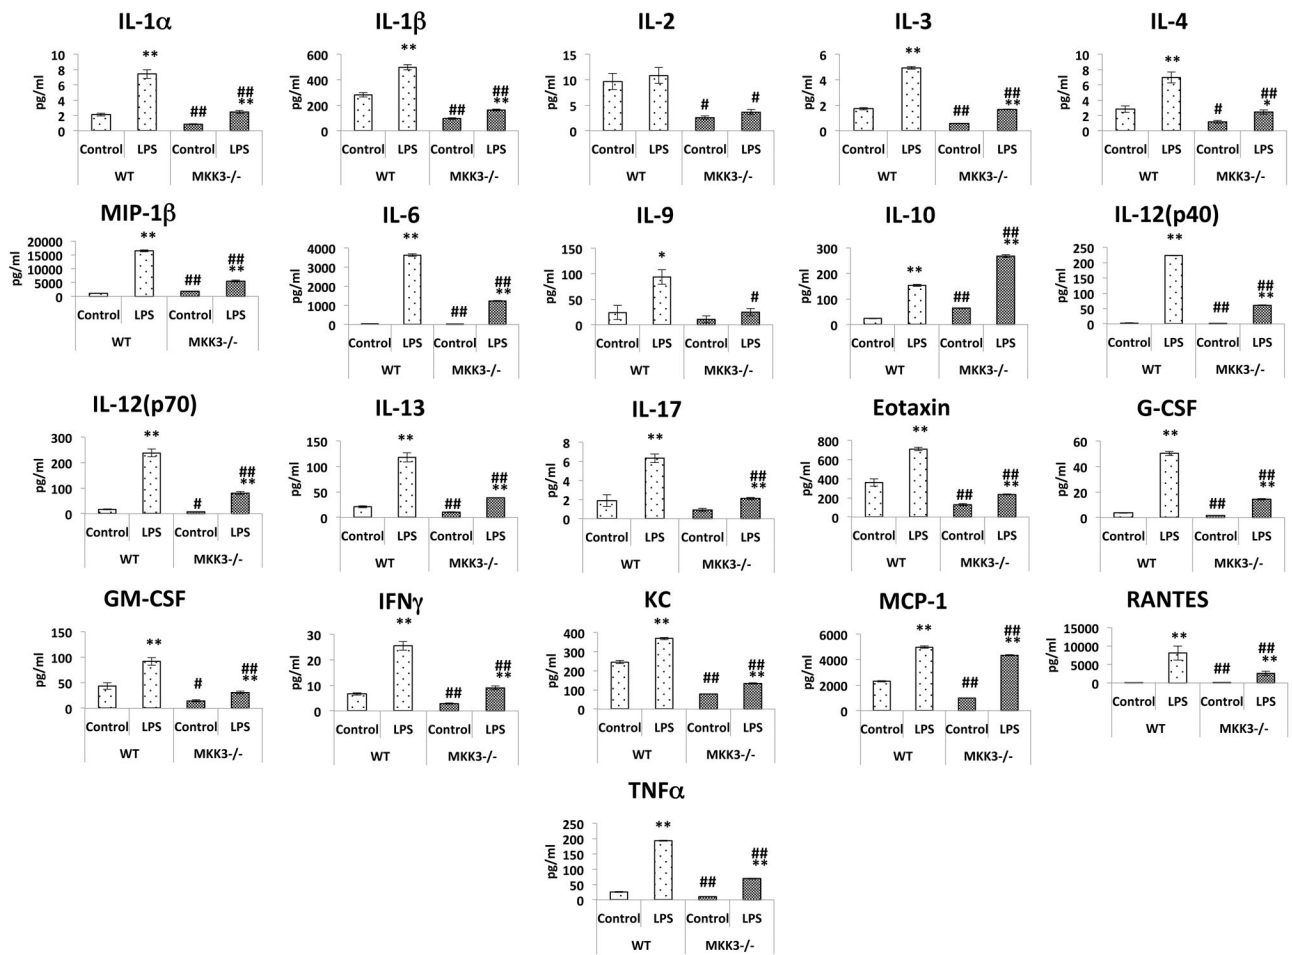 IL-1α
pg/ml
10
8
6
4
2
0
**
##
##
**
Control LPS Control LPS
WT MKK3-/-
IL-1β
pg/ml
600
400
200
0
**
##
##
**
Control LPS Control LPS
WT MKK3-/-
IL-2
pg/ml
15
10
5
0
#
#
Control LPS Control LPS
WT MKK3-/-
IL-3
pg/ml
6
4
2
0
**
##
##
**
Control LPS Control LPS
WT MKK3-/-
IL-4
pg/ml
10
8
6
4
2
0
**
#
##
*
Control LPS Control LPS
WT MKK3-/-
MIP-1β
pg/ml
20000
15000
10000
5000
0
**
##
##
**
Control LPS Control LPS
WT MKK3-/-
IL-6
pg/ml
4000
3000
2000
1000
0
**
##
##
**
Control LPS Control LPS
WT MKK3-/-
IL-9
pg/ml
150
100
50
0
*
#
Control LPS Control LPS
WT MKK3-/-
IL-10
pg/ml
300
200
100
0
**
##
##
**
Control LPS Control LPS
WT MKK3-/-
IL-12(p40)
pg/ml
250
200
150
100
50
0
**
##
##
**
Control LPS Control LPS
WT MKK3-/-
IL-12(p70)
pg/ml
300
200
100
0
**
#
##
**
Control LPS Control LPS
WT MKK3-/-
IL-13
pg/ml
150
100
50
0
**
##
##
**
Control LPS Control LPS
WT MKK3-/-
IL-17
pg/ml
8
6
4
2
0
**
##
**
Control LPS Control LPS
WT MKK3-/-
Eotaxin
pg/ml
800
600
400
200
0
**
##
##
**
Control LPS Control LPS
WT MKK3-/-
G-CSF
pg/ml
60
40
20
0
**
##
##
**
Control LPS Control LPS
WT MKK3-/-
GM-CSF
pg/ml
150
100
50
0
**
#
##
**
Control LPS Control LPS
WT MKK3-/-
IFNγ
pg/ml
30
20
10
0
**
##
##
**
Control LPS Control LPS
WT MKK3-/-
KC
pg/ml
400
300
200
100
0
**
##
##
**
Control LPS Control LPS
WT MKK3-/-
MCP-1
pg/ml
6000
4000
2000
0
**
##
##
**
Control LPS Control LPS
WT MKK3-/-
RANTES
pg/ml
15000
10000
5000
0
**
##
##
**
Control LPS Control LPS
WT MKK3-/-
TNFα
pg/ml
250
200
150
100
50
0
**
##
##
**
Control LPS Control LPS
WT MKK3-/-